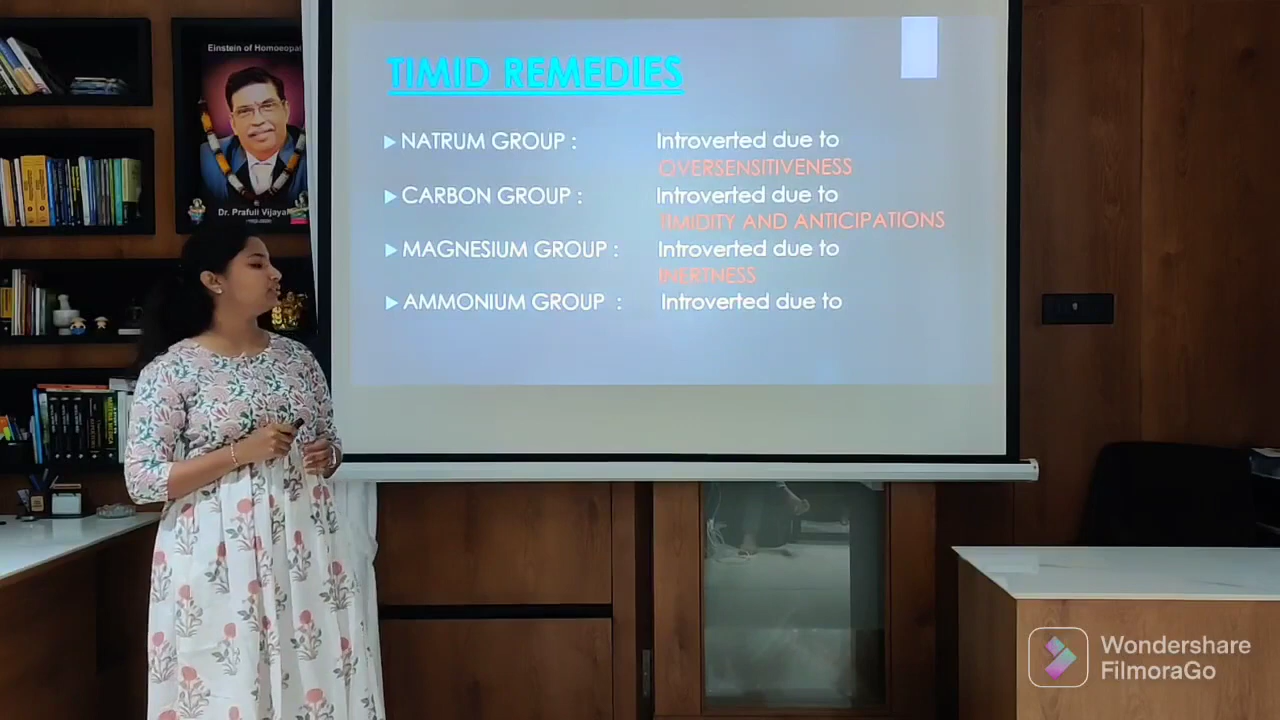 Einstein of Homoeopat
Dr. Prafull Vijayak
TIMID REMEDIES
NATRUM GROUP : Introverted due to
OVERSENSITIVENESS
CARBON GROUP : Introverted due to
TIMIDITY AND ANTICIPATIONS
MAGNESIUM GROUP : Introverted due to
INERTNESS
AMMONIUM GROUP : Introverted due to
Wondershare
FilmoraGo